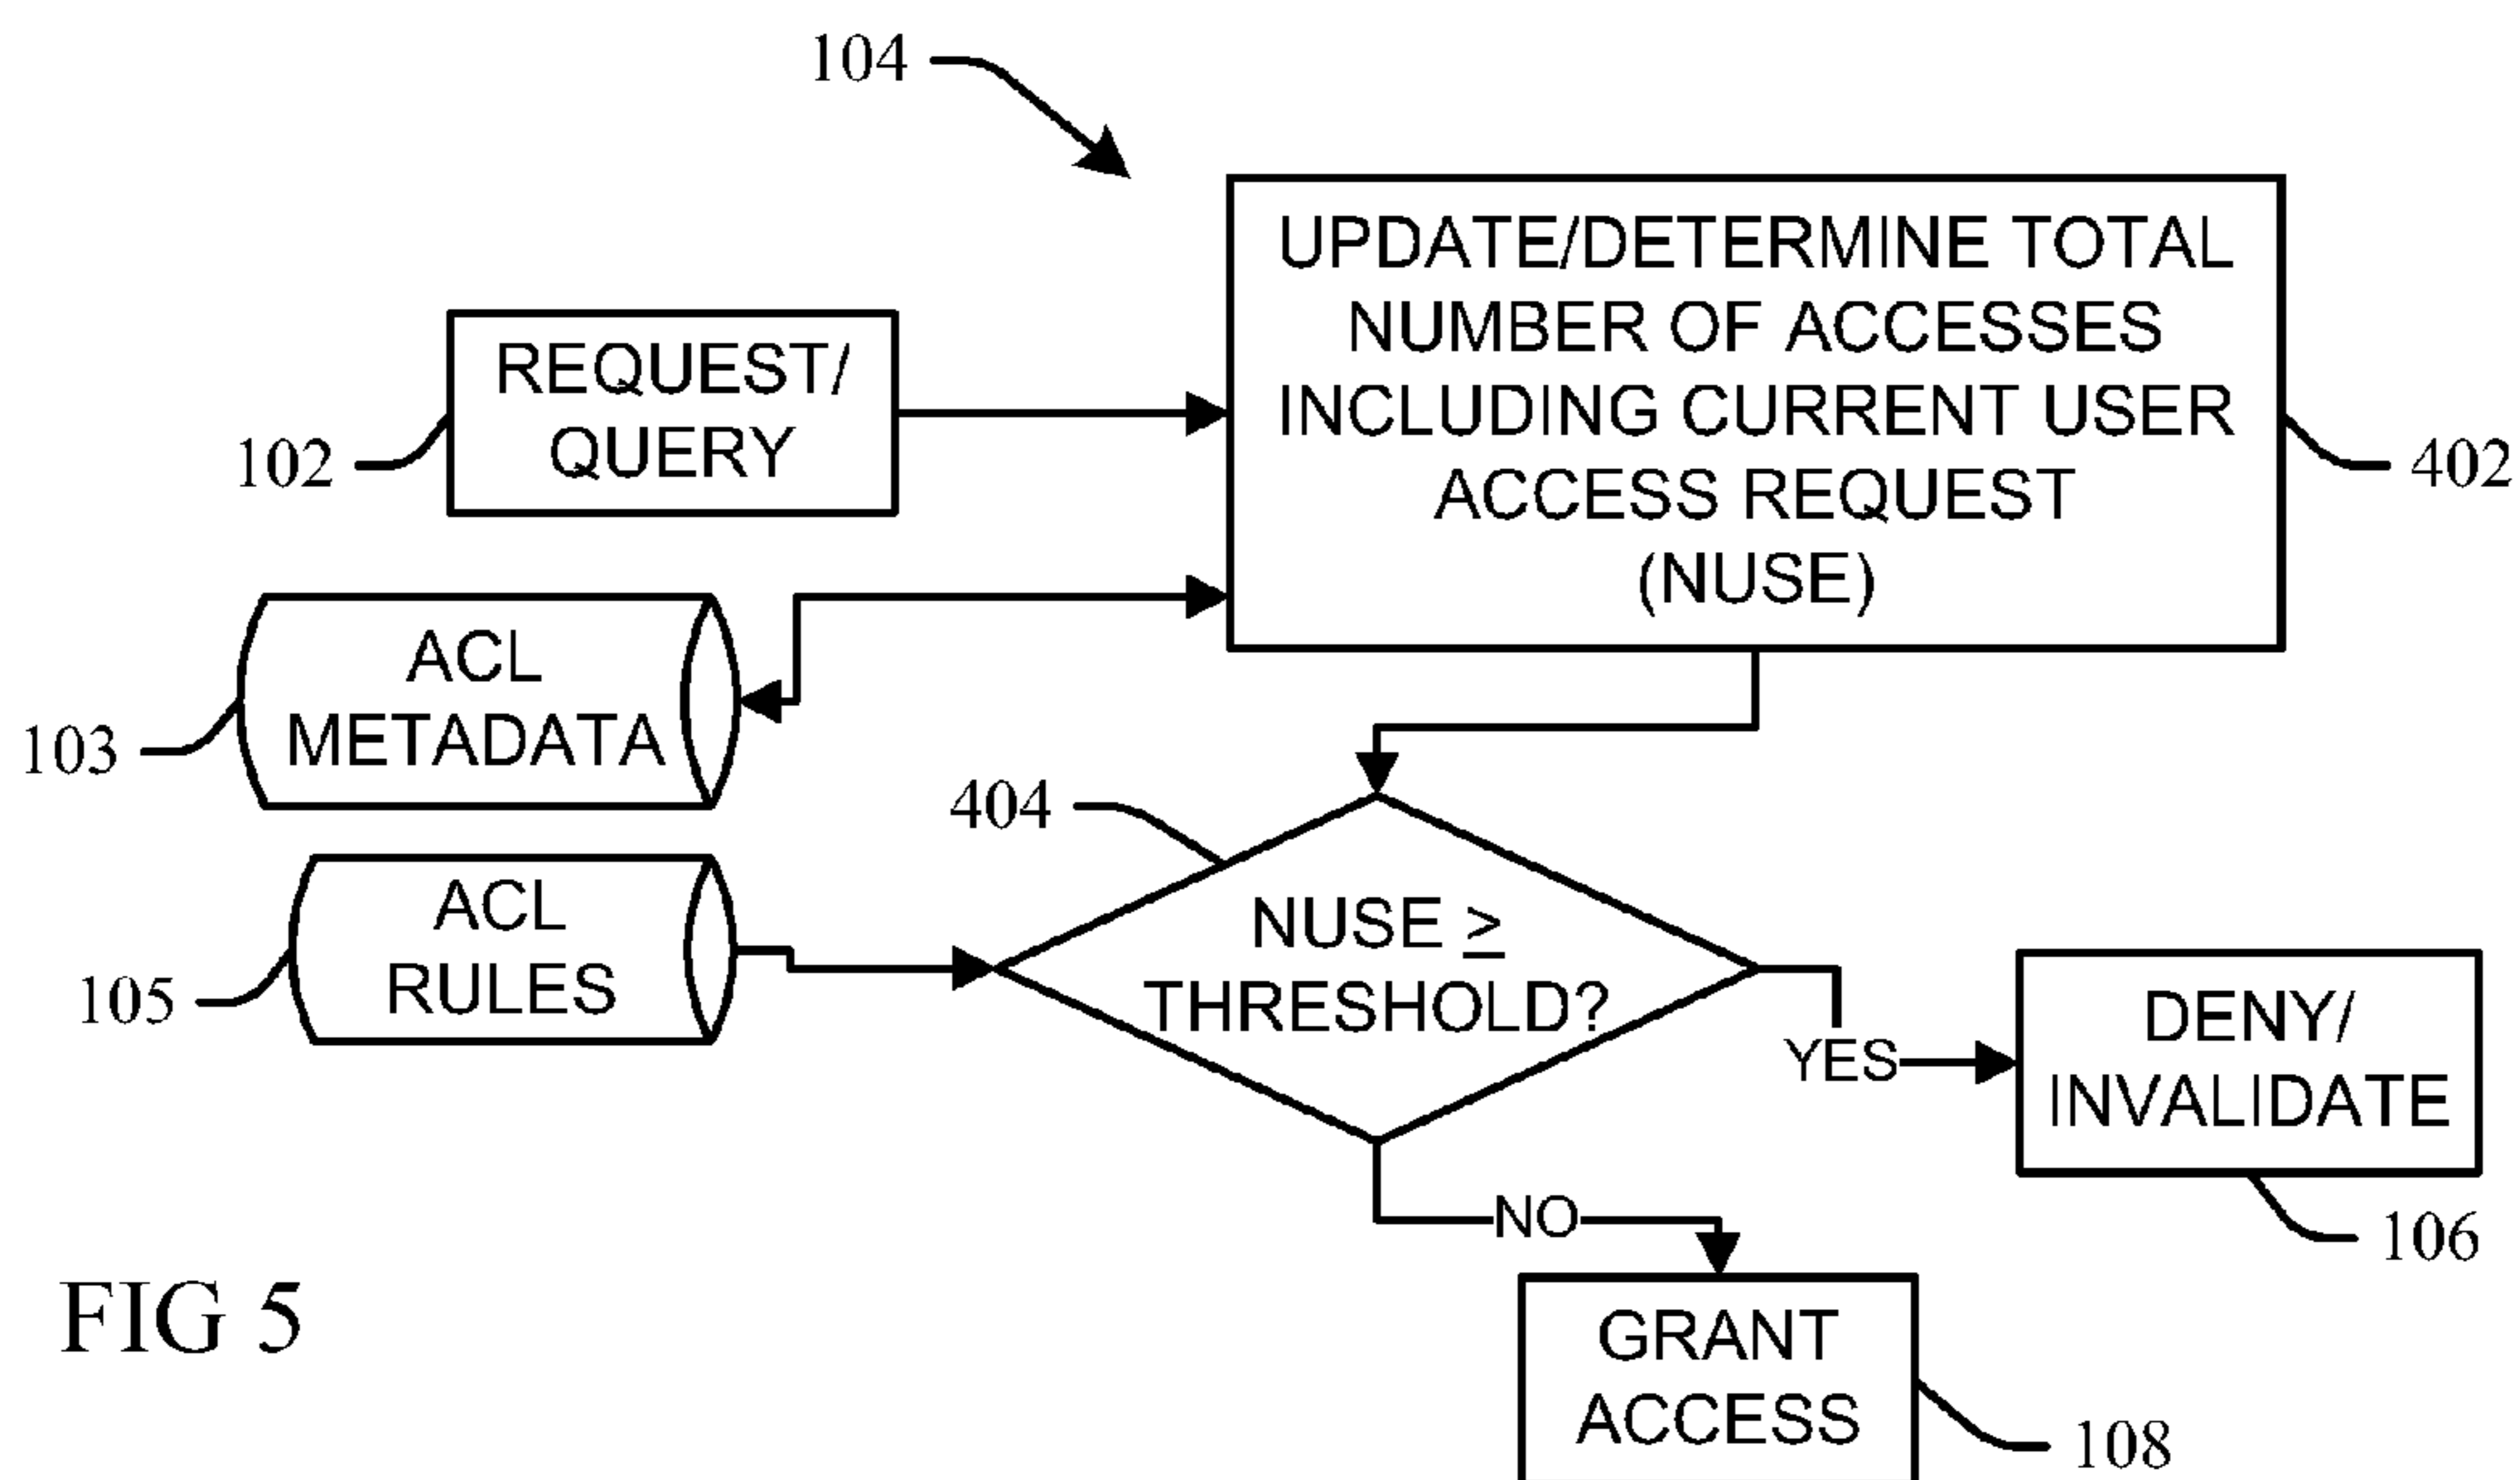 104
UPDATE/DETERMINE TOTAL
NUMBER OF ACCESSES
INCLUDING CURRENT USER
ACCESS REQUEST
(NUSE)
402
REQUEST/
QUERY
102
ACL
METADATA
103
404
ACL
RULES
105
NUSE ≥
THRESHOLD?
YES
DENY/
INVALIDATE
106
NO
GRANT
ACCESS
108
FIG 5